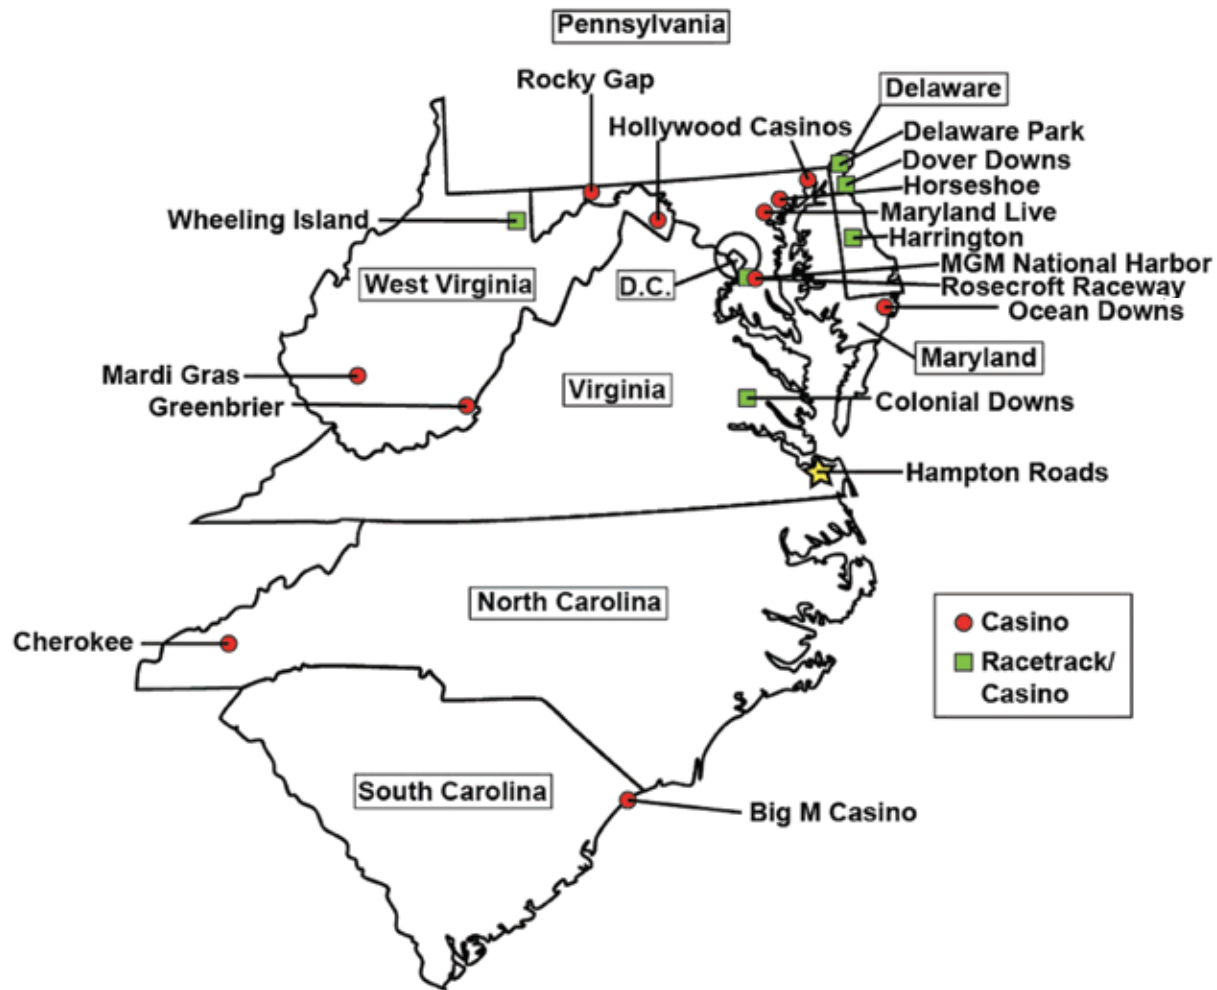 Pennsylvania
Rocky Gap
Delaware
Hollywood Casinos
Delaware Park
Dover Downs
Horseshoe
Wheeling Island
Maryland Live
Harrington
MGM National Harbor
West Virginia
D.C.
Rosecroft Raceway
Ocean Downs
Maryland
Mardi Gras
Virginia
Greenbrier
Colonial Downs
Hampton Roads
North Carolina
Casino
Cherokee
Racetrack/
Casino
South Carolina
Big M Casino